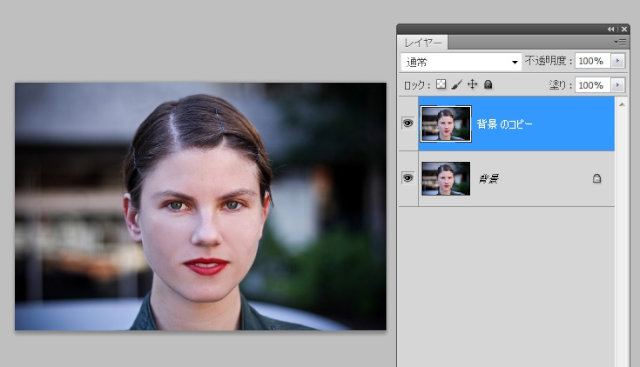 レイヤー
通常 不透明度: 100%
ロック: 塗り: 100%
背景 のコピー
背景